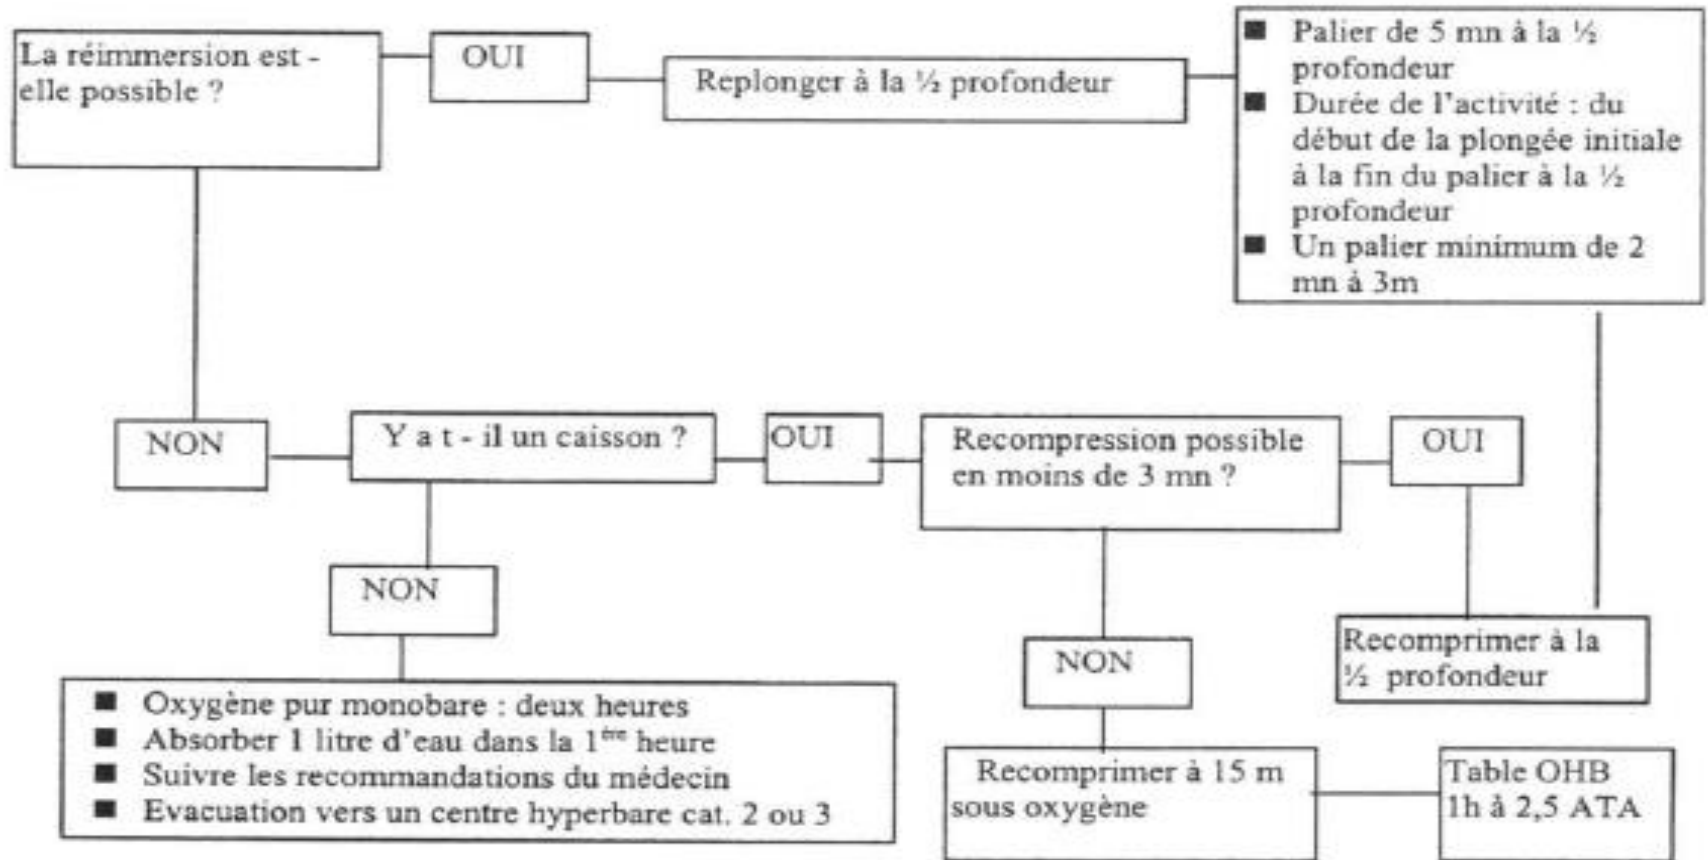 La réimmersion est -
elle possible ?
OUI
Replonger à la ½ profondeur
■ Palier de 5 mn à la ½
profondeur
■ Durée de l'activité : du
début de la plongée initiale
à la fin du palier à la ½
profondeur
■ Un palier minimum de 2
mn à 3m
NON
Y a t - il un caisson ?
OUI
Recompression possible
en moins de 3 mn ?
OUI
NON
■ Oxygène pur monobare : deux heures
■ Absorber 1 litre d'eau dans la 1ère heure
■ Suivre les recommandations du médecin
■ Evacuation vers un centre hyperbare cat. 2 ou 3
NON
Recomprimer à 15 m
sous oxygène
Recomprimer à la
½ profondeur
Table OHB
1h à 2,5 ATA